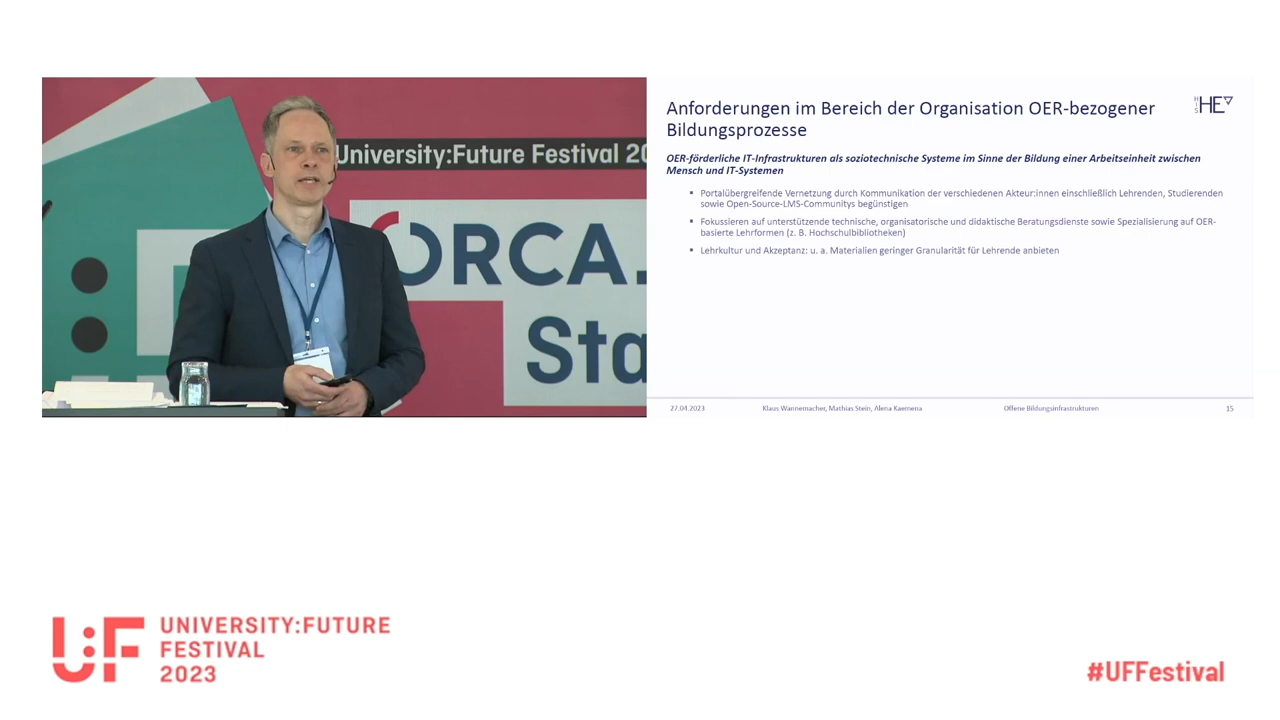 University:Future Festival 20
ORCA.
Sta
Anforderungen im Bereich der Organisation OER-bezogener
Bildungsprozesse
HIS HE
OER-förderliche IT-Infrastrukturen als soziotechnische Systeme im Sinne der Bildung einer Arbeitseinheit zwischen
Mensch und IT-Systemen
▪ Portalübergreifende Vernetzung durch Kommunikation der verschiedenen Akteur:innen einschließlich Lehrenden, Studierenden
sowie Open-Source-LMS-Communitys begünstigen
▪ Fokussieren auf unterstützende technische, organisatorische und didaktische Beratungsdienste sowie Spezialisierung auf OER-
basierte Lehrformen (z. B. Hochschulbibliotheken)
▪ Lehrkultur und Akzeptanz: u. a. Materialien geringer Granularität für Lehrende anbieten
27.04.2023 Klaus Wannemacher, Mathias Stein, Alena Kaemena Offene Bildungsinfrastrukturen 15
U:F
UNIVERSITY:FUTURE
FESTIVAL
2023
#UFFestival